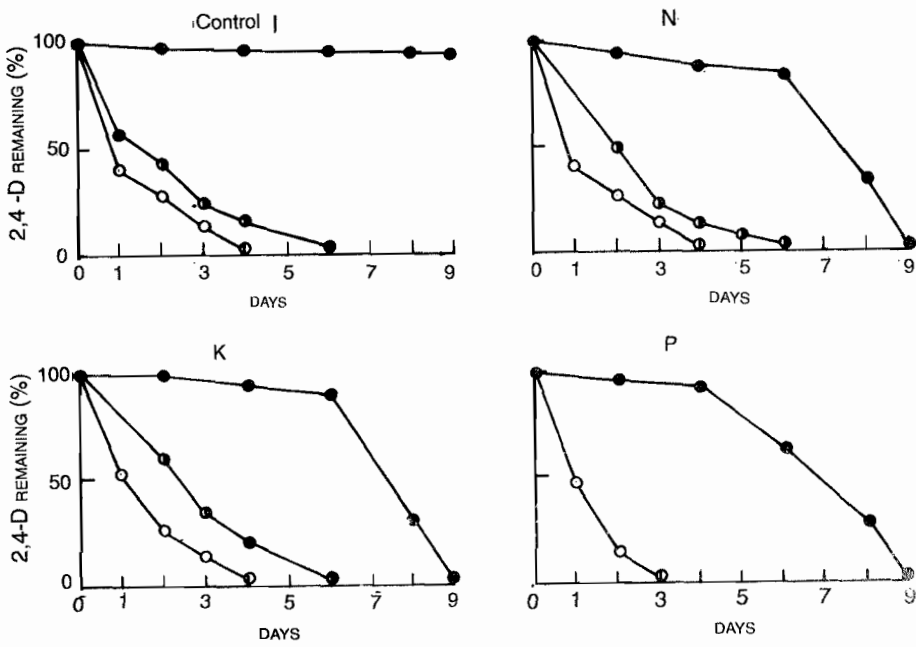 Control I
100
50
0
2,4 -D REMAINING (%)
0 1 3 5 7 9
DAYS
N
0 1 3 5 7 9
DAYS
K
100
50
0
2,4-D REMAINING (%)
0 1 3 5 7 9
DAYS
P
0 1 3 5 7 9
DAYS